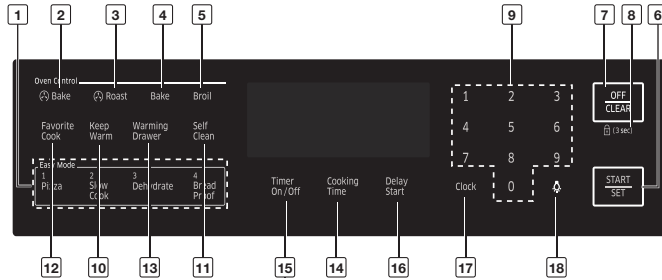 1 2 3 4 5 9 7 8 6
Oven Control
Bake Roast Bake Broil
Favorite Keep Warming Self
Cook Warm Drawer Clean
Easy Mode
1 2 3 4
Pizza Slow Dehydrate Bread
Cook Proof
1 2 3
4 5 6
7 8 9
0
OFF
CLEAR
(3 sec)
Timer Cooking Delay
On/Off Time Start
Clock
START
SET
12 10 13 11 15 14 16 17 18